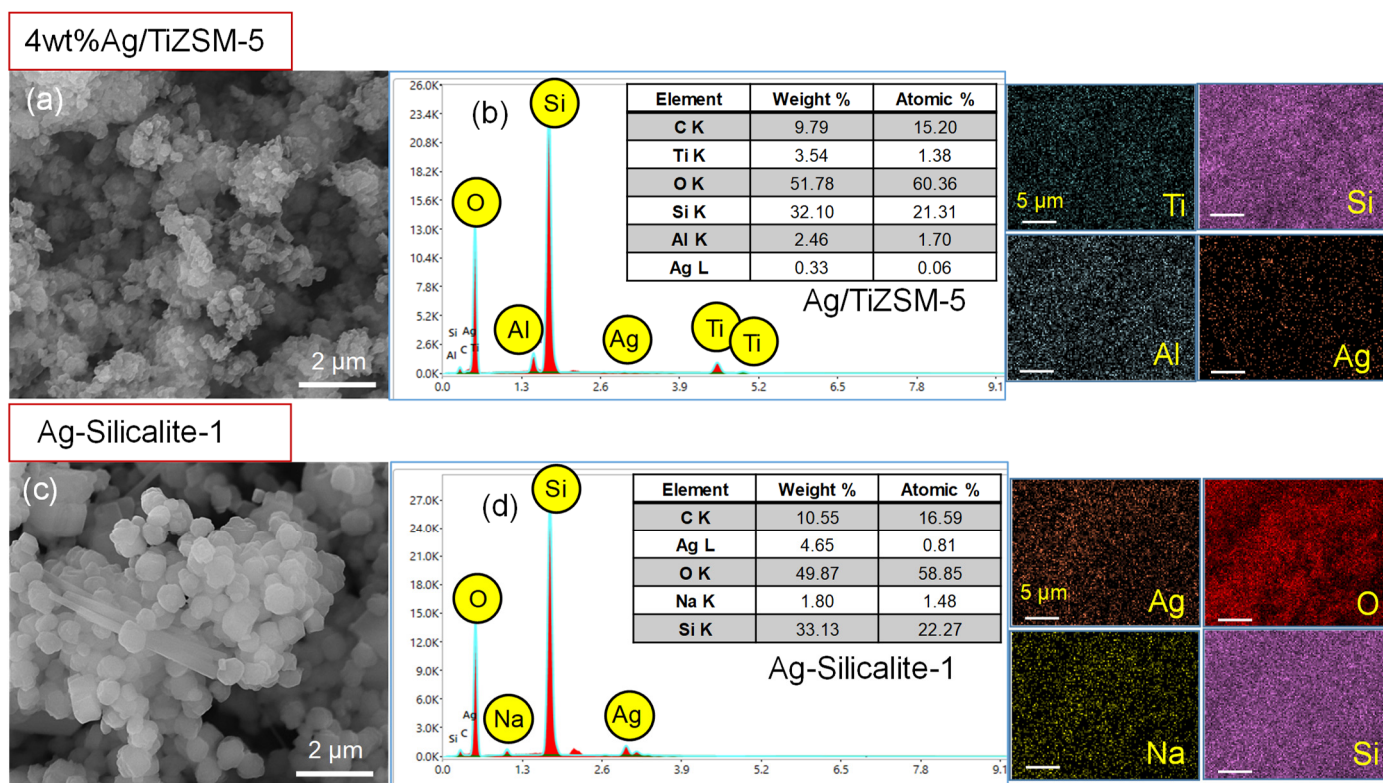 4wt%Ag/TiZSM-5
(a)
2 μm
(b)
26.0K
23.4K
20.8K
18.2K
15.6K
13.0K
10.4K
7.8K
5.2K
2.6K
0.0K
0.0 1.3 2.6 3.9 5.2 6.5 7.8 9.1
Si
O
Al
Ag
Ti
Ti
Si Ag
Al C Ti
Element Weight % Atomic %
C K 9.79 15.20
Ti K 3.54 1.38
O K 51.78 60.36
Si K 32.10 21.31
Al K 2.46 1.70
Ag L 0.33 0.06
Ag/TiZSM-5
5 μm
Ti
Si
Al
Ag
Ag-Silicalite-1
(c)
2 μm
(d)
27.0K
24.0K
21.0K
18.0K
15.0K
12.0K
9.0K
6.0K
3.0K
0.0K
0.0 1.3 2.6 3.9 5.2 6.5 7.8 9.1
Si
O
Na
Ag
Ag
Si C
Element Weight % Atomic %
C K 10.55 16.59
Ag L 4.65 0.81
O K 49.87 58.85
Na K 1.80 1.48
Si K 33.13 22.27
Ag-Silicalite-1
5 μm
Ag
O
Na
Si